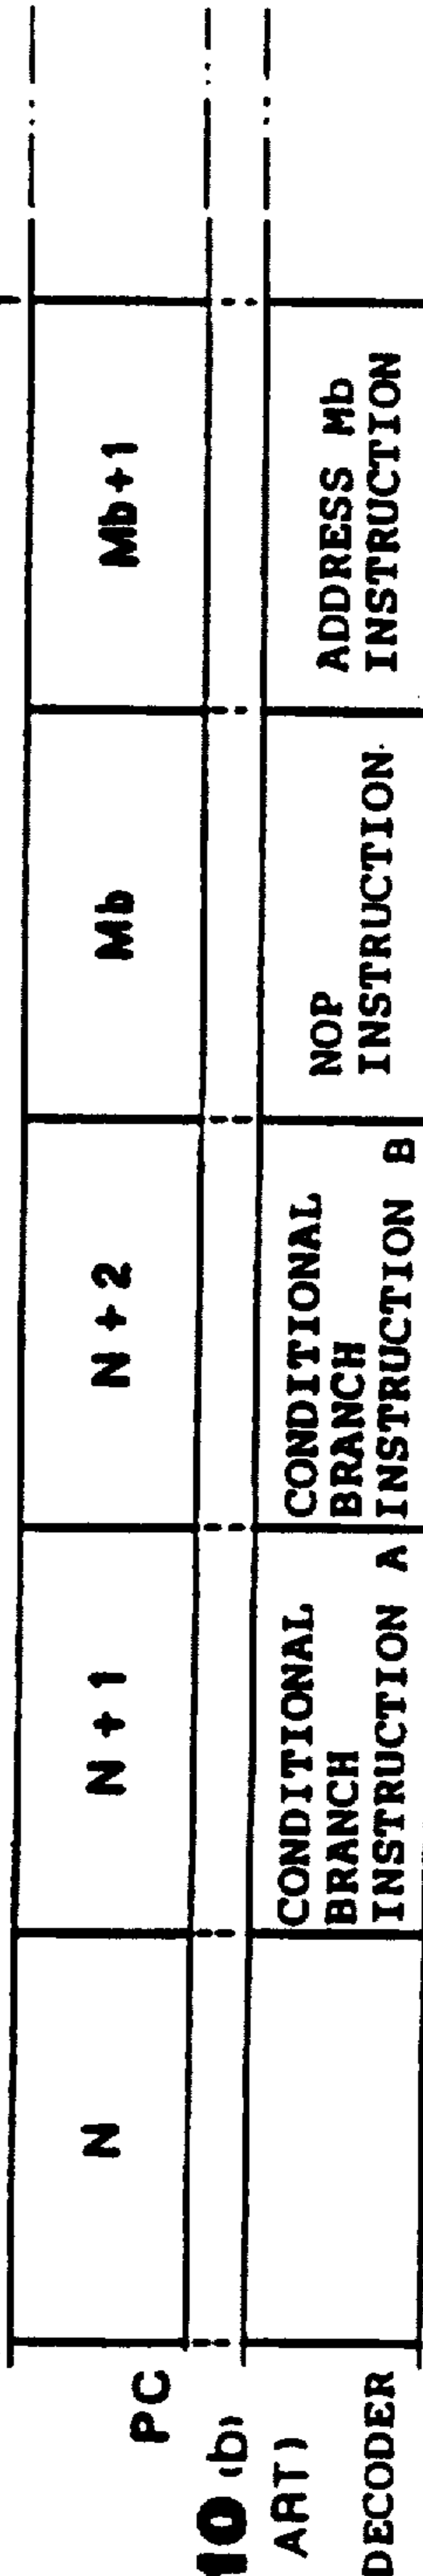 PC
N
N+1
N+2
Mb
Mb+1
10 (b)
ART)
DECODER
CONDITIONAL
BRANCH
INSTRUCTION A
CONDITIONAL
BRANCH
INSTRUCTION B
NOP
INSTRUCTION
ADDRESS Mb
INSTRUCTION